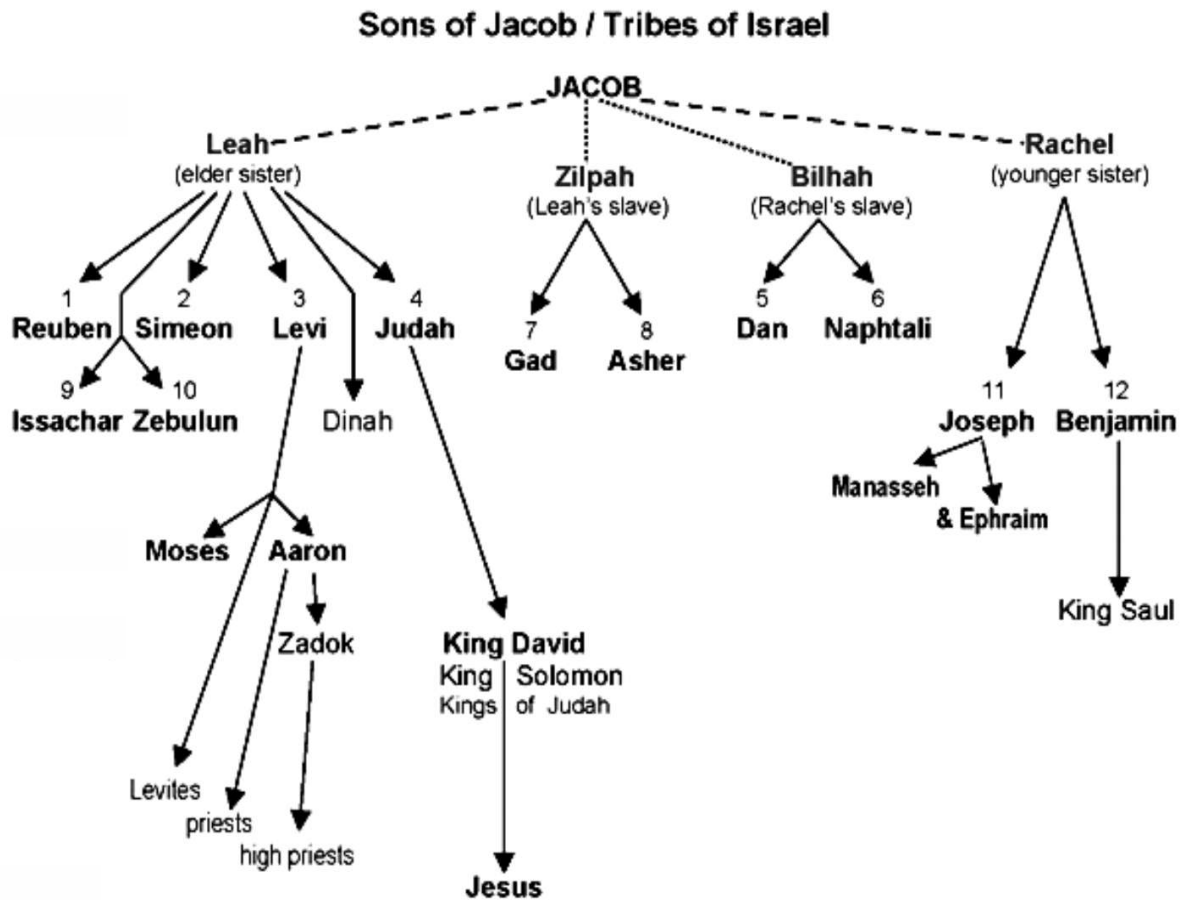 Sons of Jacob / Tribes of Israel
JACOB
Leah
(elder sister)
Zilpah
(Leah's slave)
Bilhah
(Rachel's slave)
Rachel
(younger sister)
1
Reuben
2
Simeon
3
Levi
4
Judah
7
Gad
8
Asher
5
Dan
6
Naphtali
9
Issachar
10
Zebulun
Dinah
11
Joseph
12
Benjamin
Manasseh
& Ephraim
Moses
Aaron
King Saul
Zadok
King David
King Solomon
Kings of Judah
Levites
priests
high priests
Jesus